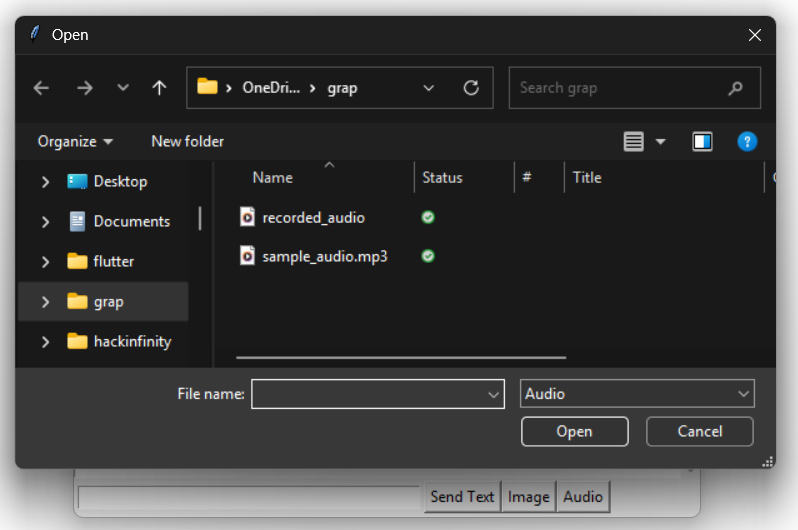 Open
OneDri... grap
Search grap
Organize New folder
?
Name Status # Title
Desktop
Documents
flutter
grap
hackinfinity
recorded_audio
sample_audio.mp3
File name: Audio
Open Cancel
Send Text Image Audio